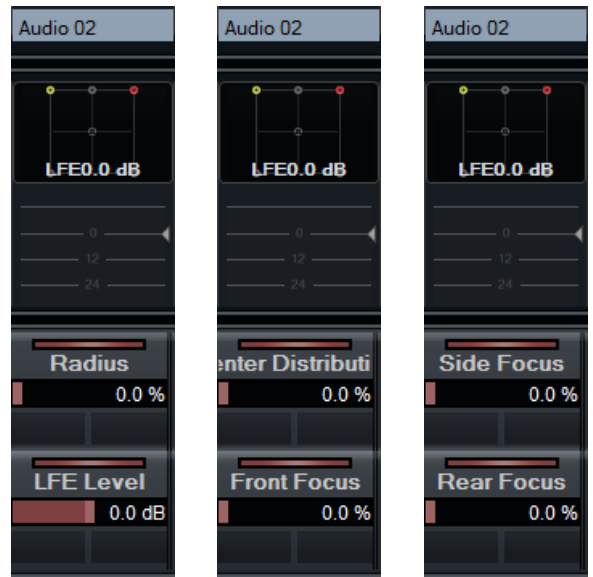 Audio 02
LFE0.0 dB
0
12
24
Radius
0.0 %
LFE Level
0.0 dB
Audio 02
LFE0.0 dB
0
12
24
enter Distributi
0.0 %
Front Focus
0.0 %
Audio 02
LFE0.0 dB
0
12
24
Side Focus
0.0 %
Rear Focus
0.0 %